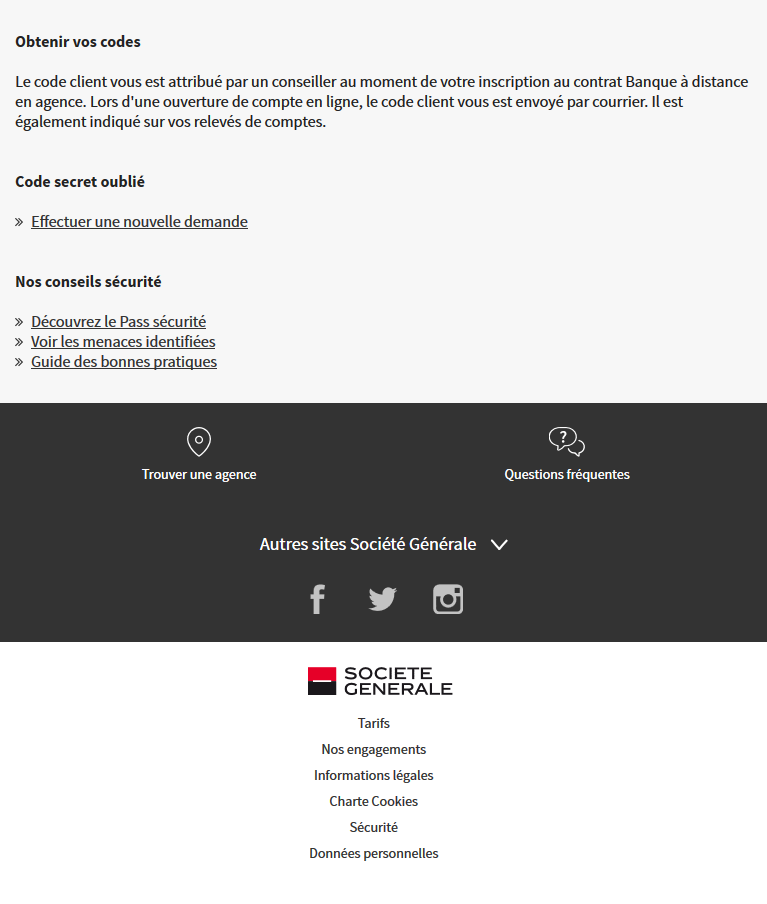 Obtenir vos codes
Le code client vous est attribué par un conseiller au moment de votre inscription au contrat Banque à distance
en agence. Lors d'une ouverture de compte en ligne, le code client vous est envoyé par courrier. Il est
également indiqué sur vos relevés de comptes.
Code secret oublié
» Effectuer une nouvelle demande
Nos conseils sécurité
» Découvrez le Pass sécurité
» Voir les menaces identifiées
» Guide des bonnes pratiques
Trouver une agence
Questions fréquentes
Autres sites Société Générale
SOCIETE
GENERALE
Tarifs
Nos engagements
Informations légales
Charte Cookies
Sécurité
Données personnelles